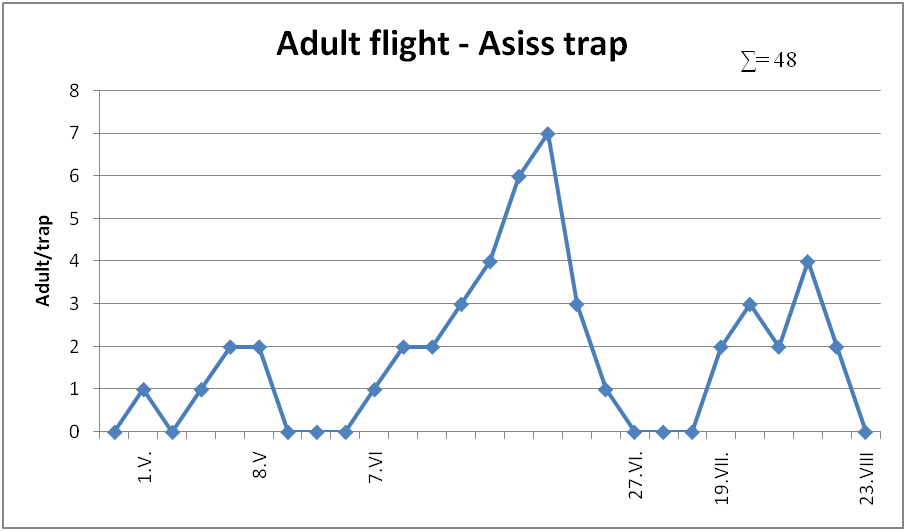 Adult flight - Asiss trap
∑= 48
8
7
6
5
4
3
2
1
0
Adult/trap
1.V.
8.V
7.VI
27.VI.
19.VII.
23.VIII